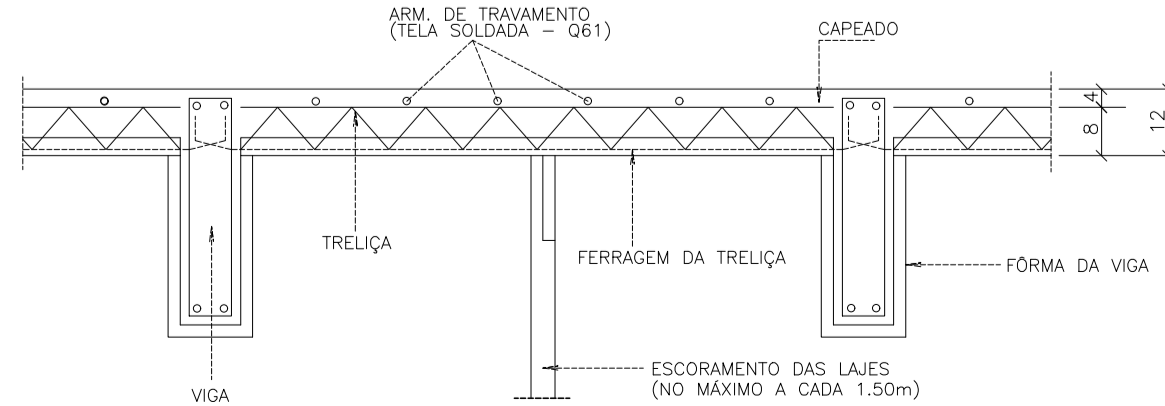 ARM. DE TRAVAMENTO
(TELA SOLDADA - Q61)
CAPEADO
4
8
12
TRELIÇA
FERRAGEM DA TRELIÇA
FÔRMA DA VIGA
ESCORAMENTO DAS LAJES
(NO MÁXIMO A CADA 1.50m)
VIGA